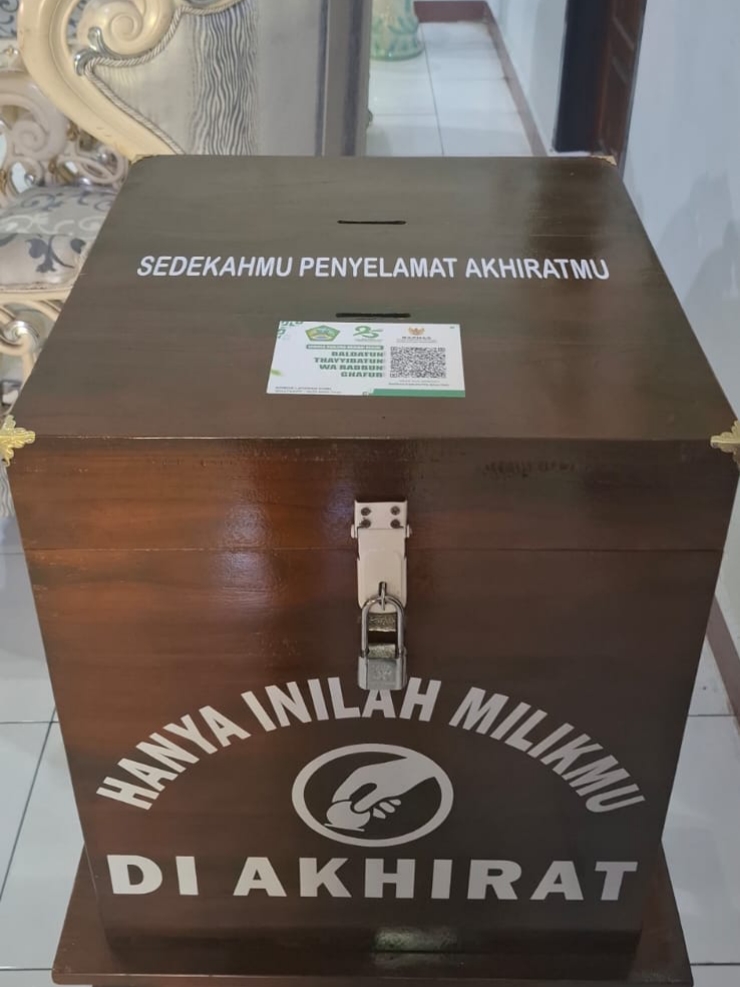 SEDEKAHMU PENYELAMAT AKHIRATMU
BALDATUN
THAYYIBATUN
WA RABBUN
GHAFUR
HANYA INILAH MILIKMU
DI AKHIRAT